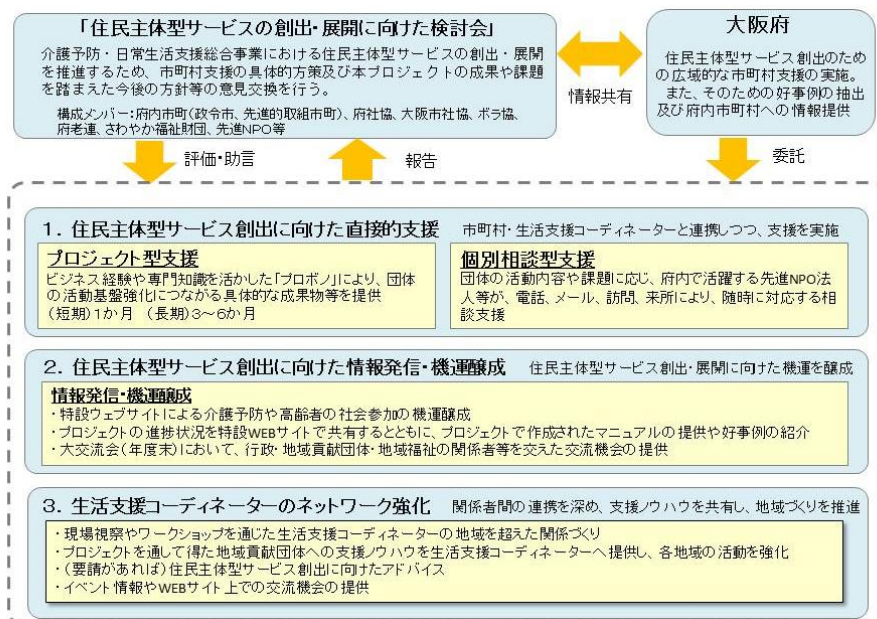 「住民主体型サービスの創出・展開に向けた検討会」
介護予防・日常生活支援総合事業における住民主体型サービスの創出・展開
を推進するため、市町村支援の具体的方策及び本プロジェクトの成果や課題
を踏まえた今後の方針等の意見交換を行う。
構成メンバー:府内市町(政令市、先進的取組市町)、府社協、大阪市社協、ボラ協、
府老連、さわやか福祉財団、先進NPO等
情報共有
大阪府
住民主体型サービス創出のため
の広域的な市町村支援の実施。
また、そのための好事例の抽出
及び府内市町村への情報提供
評価・助言
報告
委託
1. 住民主体型サービス創出に向けた直接的支援 市町村・生活支援コーディネーターと連携しつつ、支援を実施
プロジェクト型支援
ビジネス経験や専門知識を活かした「プロボノ」により、団体
の活動基盤強化につながる具体的な成果物等を提供
(短期)1か月 (長期)3～6か月
個別相談型支援
団体の活動内容や課題に応じ、府内で活躍する先進NPO法
人等が、電話、メール、訪問、来所により、随時に対応する相
談支援
2. 住民主体型サービス創出に向けた情報発信・機運醸成 住民主体型サービス創出・展開に向けた機運を醸成
情報発信・機運醸成
・特設ウェブサイトによる介護予防や高齢者の社会参加の機運醸成
・プロジェクトの進捗状況を特設WEBサイトで共有するとともに、プロジェクトで作成されたマニュアルの提供や好事例の紹介
・大交流会(年度末)において、行政・地域貢献団体・地域福祉の関係者等を交えた交流機会の提供
3. 生活支援コーディネーターのネットワーク強化 関係者間の連携を深め、支援ノウハウを共有し、地域づくりを推進
・現場視察やワークショップを通じた生活支援コーディネーターの地域を超えた関係づくり
・プロジェクトを通して得た地域貢献団体への支援ノウハウを生活支援コーディネーターへ提供し、各地域の活動を強化
・(要請があれば)住民主体型サービス創出に向けたアドバイス
・イベント情報やWEBサイト上での交流機会の提供